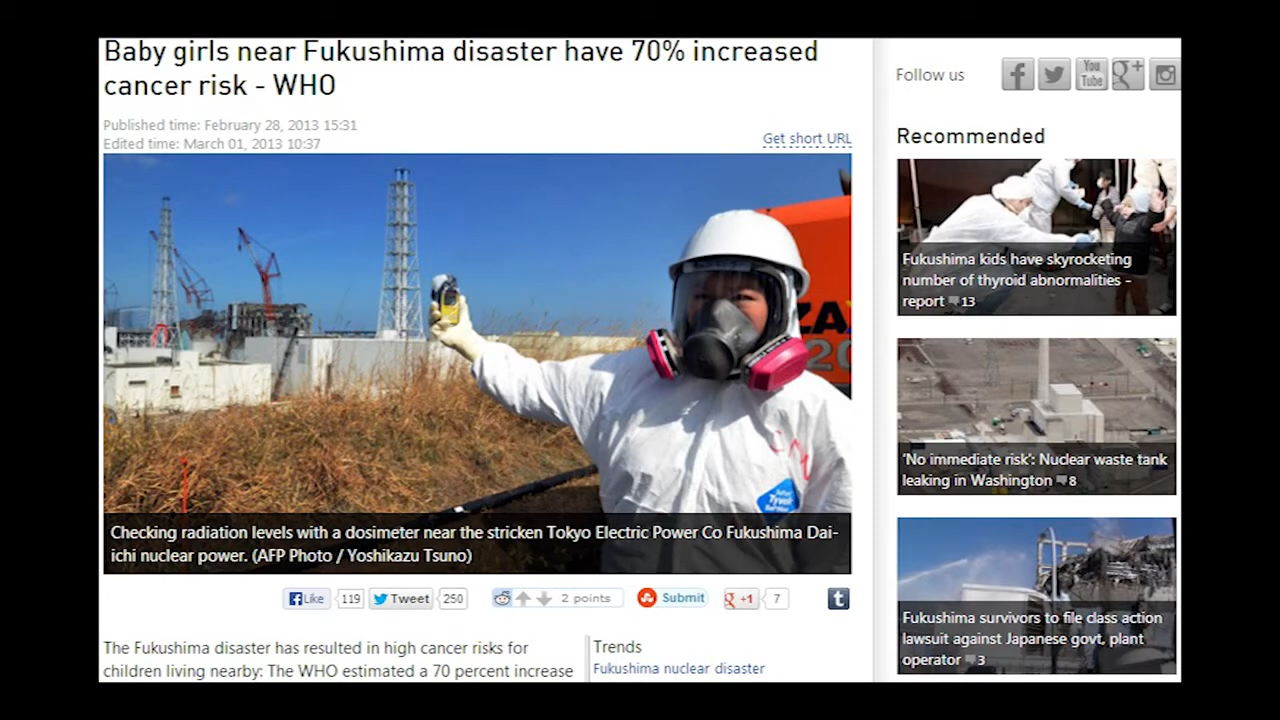 Baby girls near Fukushima disaster have 70% increased
cancer risk - WHO
Published time: February 28, 2013 15:31
Edited time: March 01, 2013 10:37
Get short URL
Checking radiation levels with a dosimeter near the stricken Tokyo Electric Power Co Fukushima Dai-
ichi nuclear power. (AFP Photo / Yoshikazu Tsuno)
Like 119 Tweet 250 2 points Submit +1 7
The Fukushima disaster has resulted in high cancer risks for
children living nearby: The WHO estimated a 70 percent increase
Trends
Fukushima nuclear disaster
Follow us
You
Tube
Recommended
Fukushima kids have skyrocketing
number of thyroid abnormalities -
report 13
'No immediate risk': Nuclear waste tank
leaking in Washington 8
Fukushima survivors to file class action
lawsuit against Japanese govt, plant
operator 3